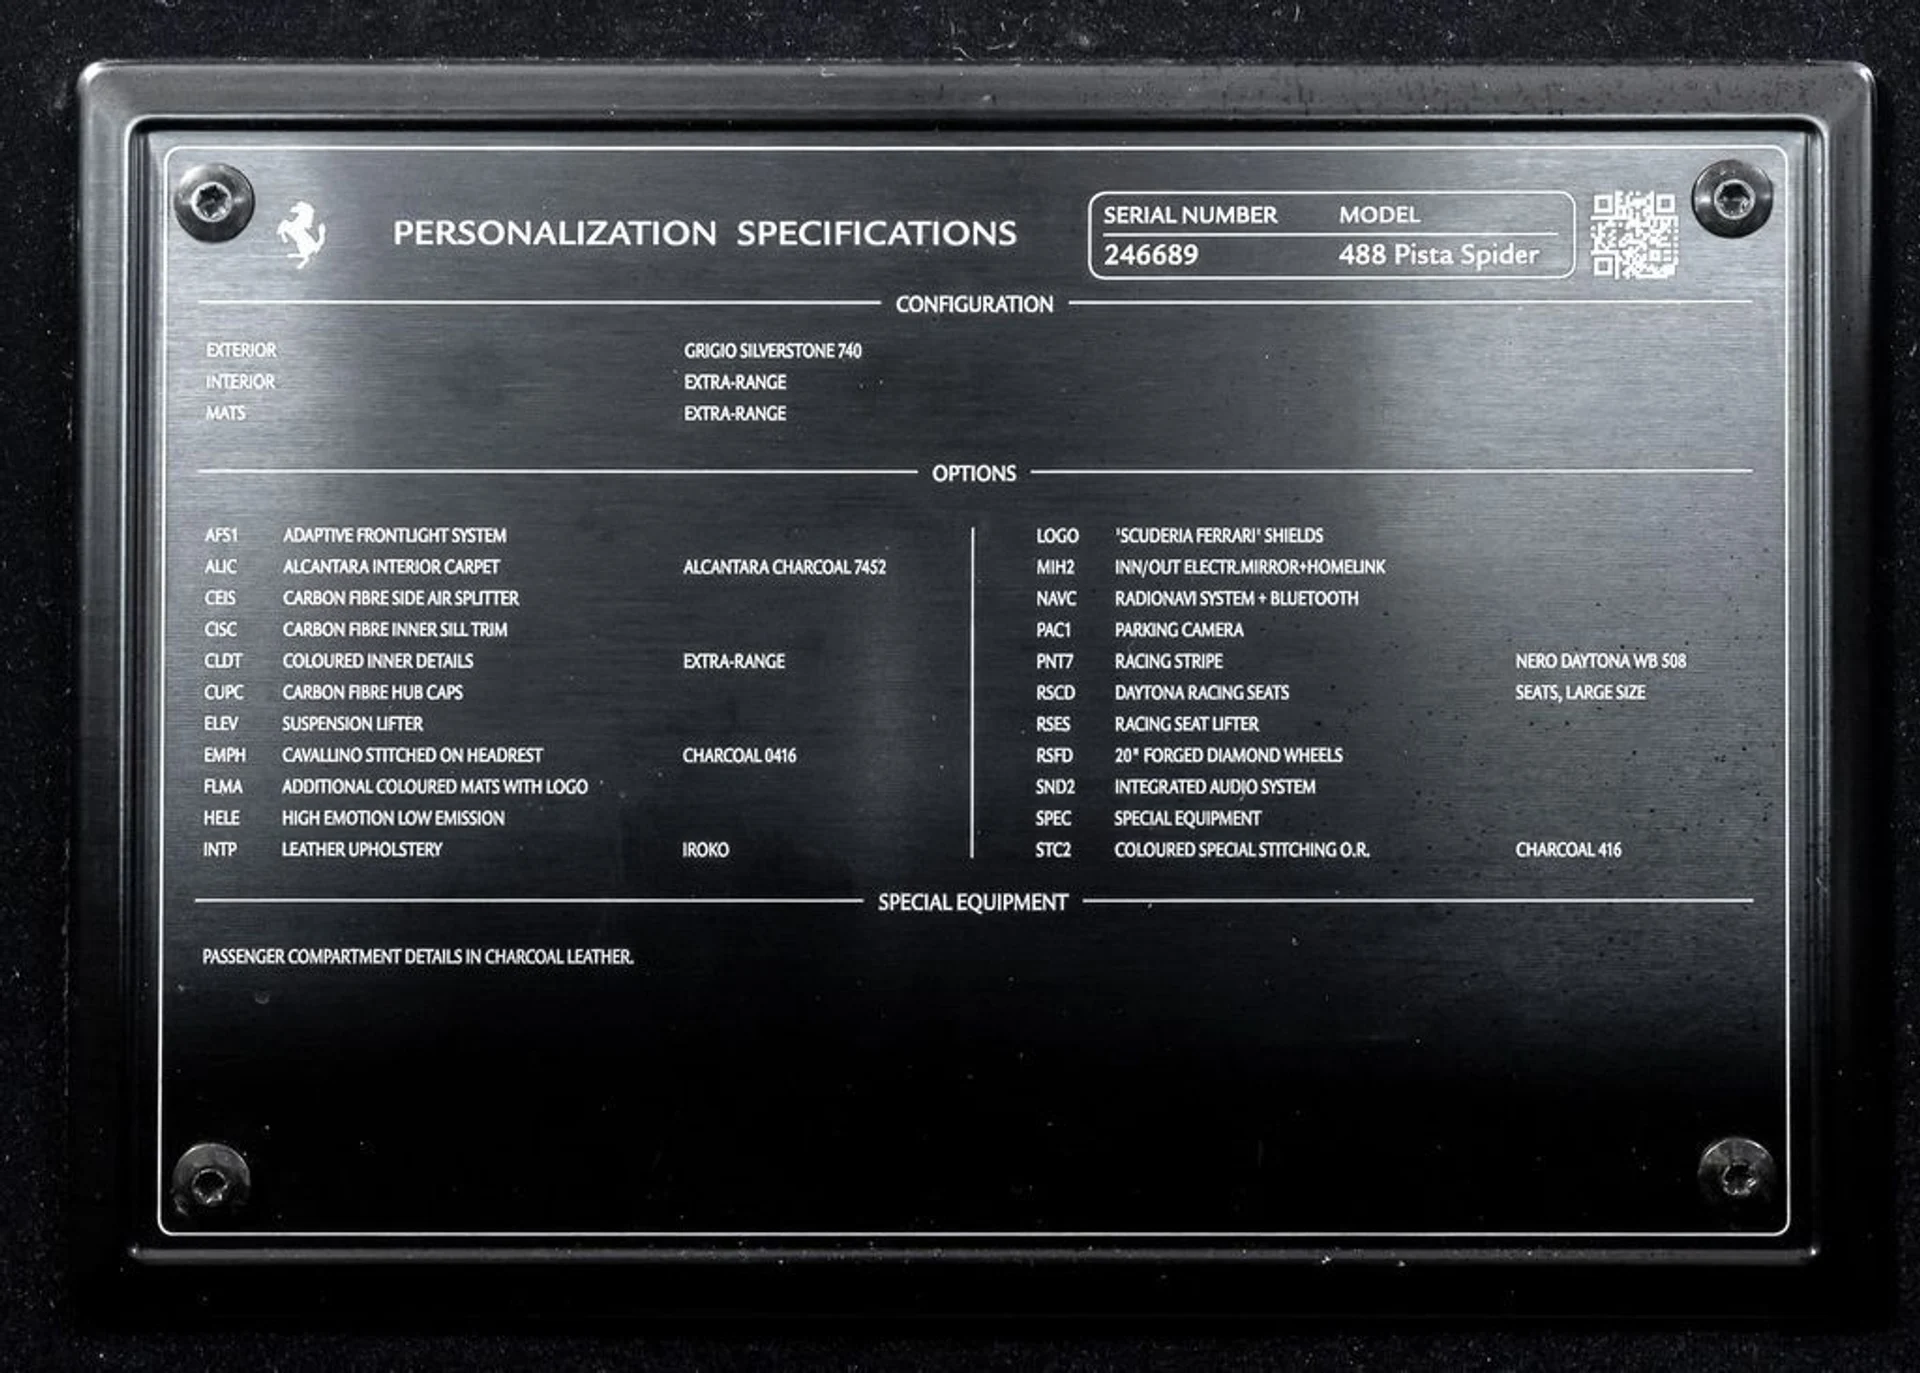 PERSONALIZATION SPECIFICATIONS
SERIAL NUMBER MODEL
246689 488 Pista Spider
CONFIGURATION
EXTERIOR GRIGIO SILVERSTONE 740
INTERIOR EXTRA-RANGE
MATS EXTRA-RANGE
OPTIONS
AFS1 ADAPTIVE FRONTLIGHT SYSTEM
ALIC ALCANTARA INTERIOR CARPET ALCANTARA CHARCOAL 7452
CEIS CARBON FIBRE SIDE AIR SPLITTER
CISC CARBON FIBRE INNER SILL TRIM
CLDT COLOURED INNER DETAILS EXTRA-RANGE
CUPC CARBON FIBRE HUB CAPS
ELEV SUSPENSION LIFTER
EMPH CAVALLINO STITCHED ON HEADREST CHARCOAL 0416
FLMA ADDITIONAL COLOURED MATS WITH LOGO
HELE HIGH EMOTION LOW EMISSION
INTP LEATHER UPHOLSTERY IROKO
LOGO 'SCUDERIA FERRARI' SHIELDS
MIH2 INN/OUT ELECTR.MIRROR+HOMELINK
NAVC RADIONAVI SYSTEM + BLUETOOTH
PAC1 PARKING CAMERA
PNT7 RACING STRIPE NERO DAYTONA WB 508
RSCD DAYTONA RACING SEATS SEATS, LARGE SIZE
RSES RACING SEAT LIFTER
RSFD 20" FORGED DIAMOND WHEELS
SND2 INTEGRATED AUDIO SYSTEM
SPEC SPECIAL EQUIPMENT
STC2 COLOURED SPECIAL STITCHING O.R. CHARCOAL 416
SPECIAL EQUIPMENT
PASSENGER COMPARTMENT DETAILS IN CHARCOAL LEATHER.